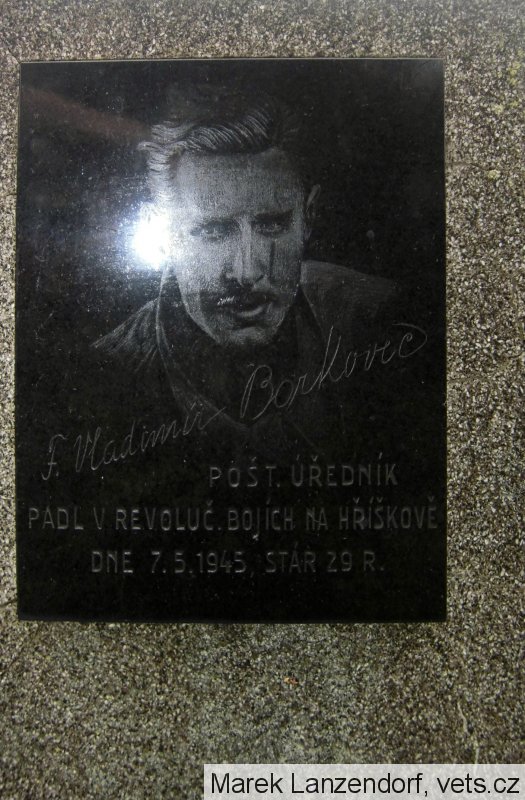 F. Vladimír Borkovec
POŠT. ÚŘEDNÍK
PADL V REVOLUČ. BOJÍCH NA HŘÍŠKOVĚ
DNE 7.5.1945, STÁR 29 R.
Marek Lanzendorf, vets.cz